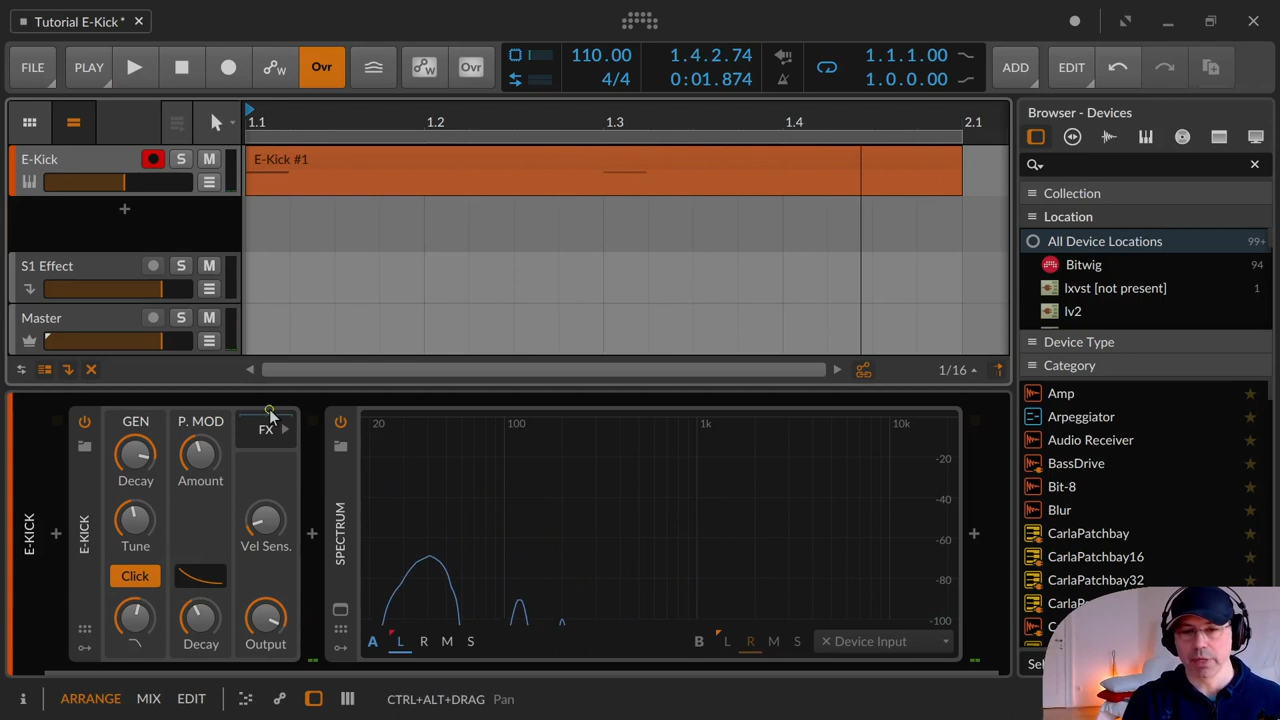 Tutorial E-Kick*
FILE
PLAY
Ovr
Ovr
110.00
4/4
1.4.2.74
0:01.874
1.1.1.00
1.0.0.00
ADD
EDIT
1.1
1.2
1.3
1.4
2.1
E-Kick
S
M
E-Kick #1
S1 Effect
S
M
Master
S
M
1/16
Browser - Devices
Collection
Location
All Device Locations
99+
Bitwig
94
lxvst [not present]
1
lv2
Device Type
Category
Amp
Arpeggiator
Audio Receiver
BassDrive
Bit-8
Blur
CarlaPatchbay
CarlaPatchbay16
CarlaPatchbay32
E-KICK
E-KICK
GEN
Decay
Tune
Click
P. MOD
Amount
Decay
FX
Vel Sens.
Output
SPECTRUM
20
100
1k
10k
-20
-40
-60
-80
-100
A
L
R
M
S
B
L
R
M
S
Device Input
ARRANGE
MIX
EDIT
CTRL+ALT+DRAG
Pan